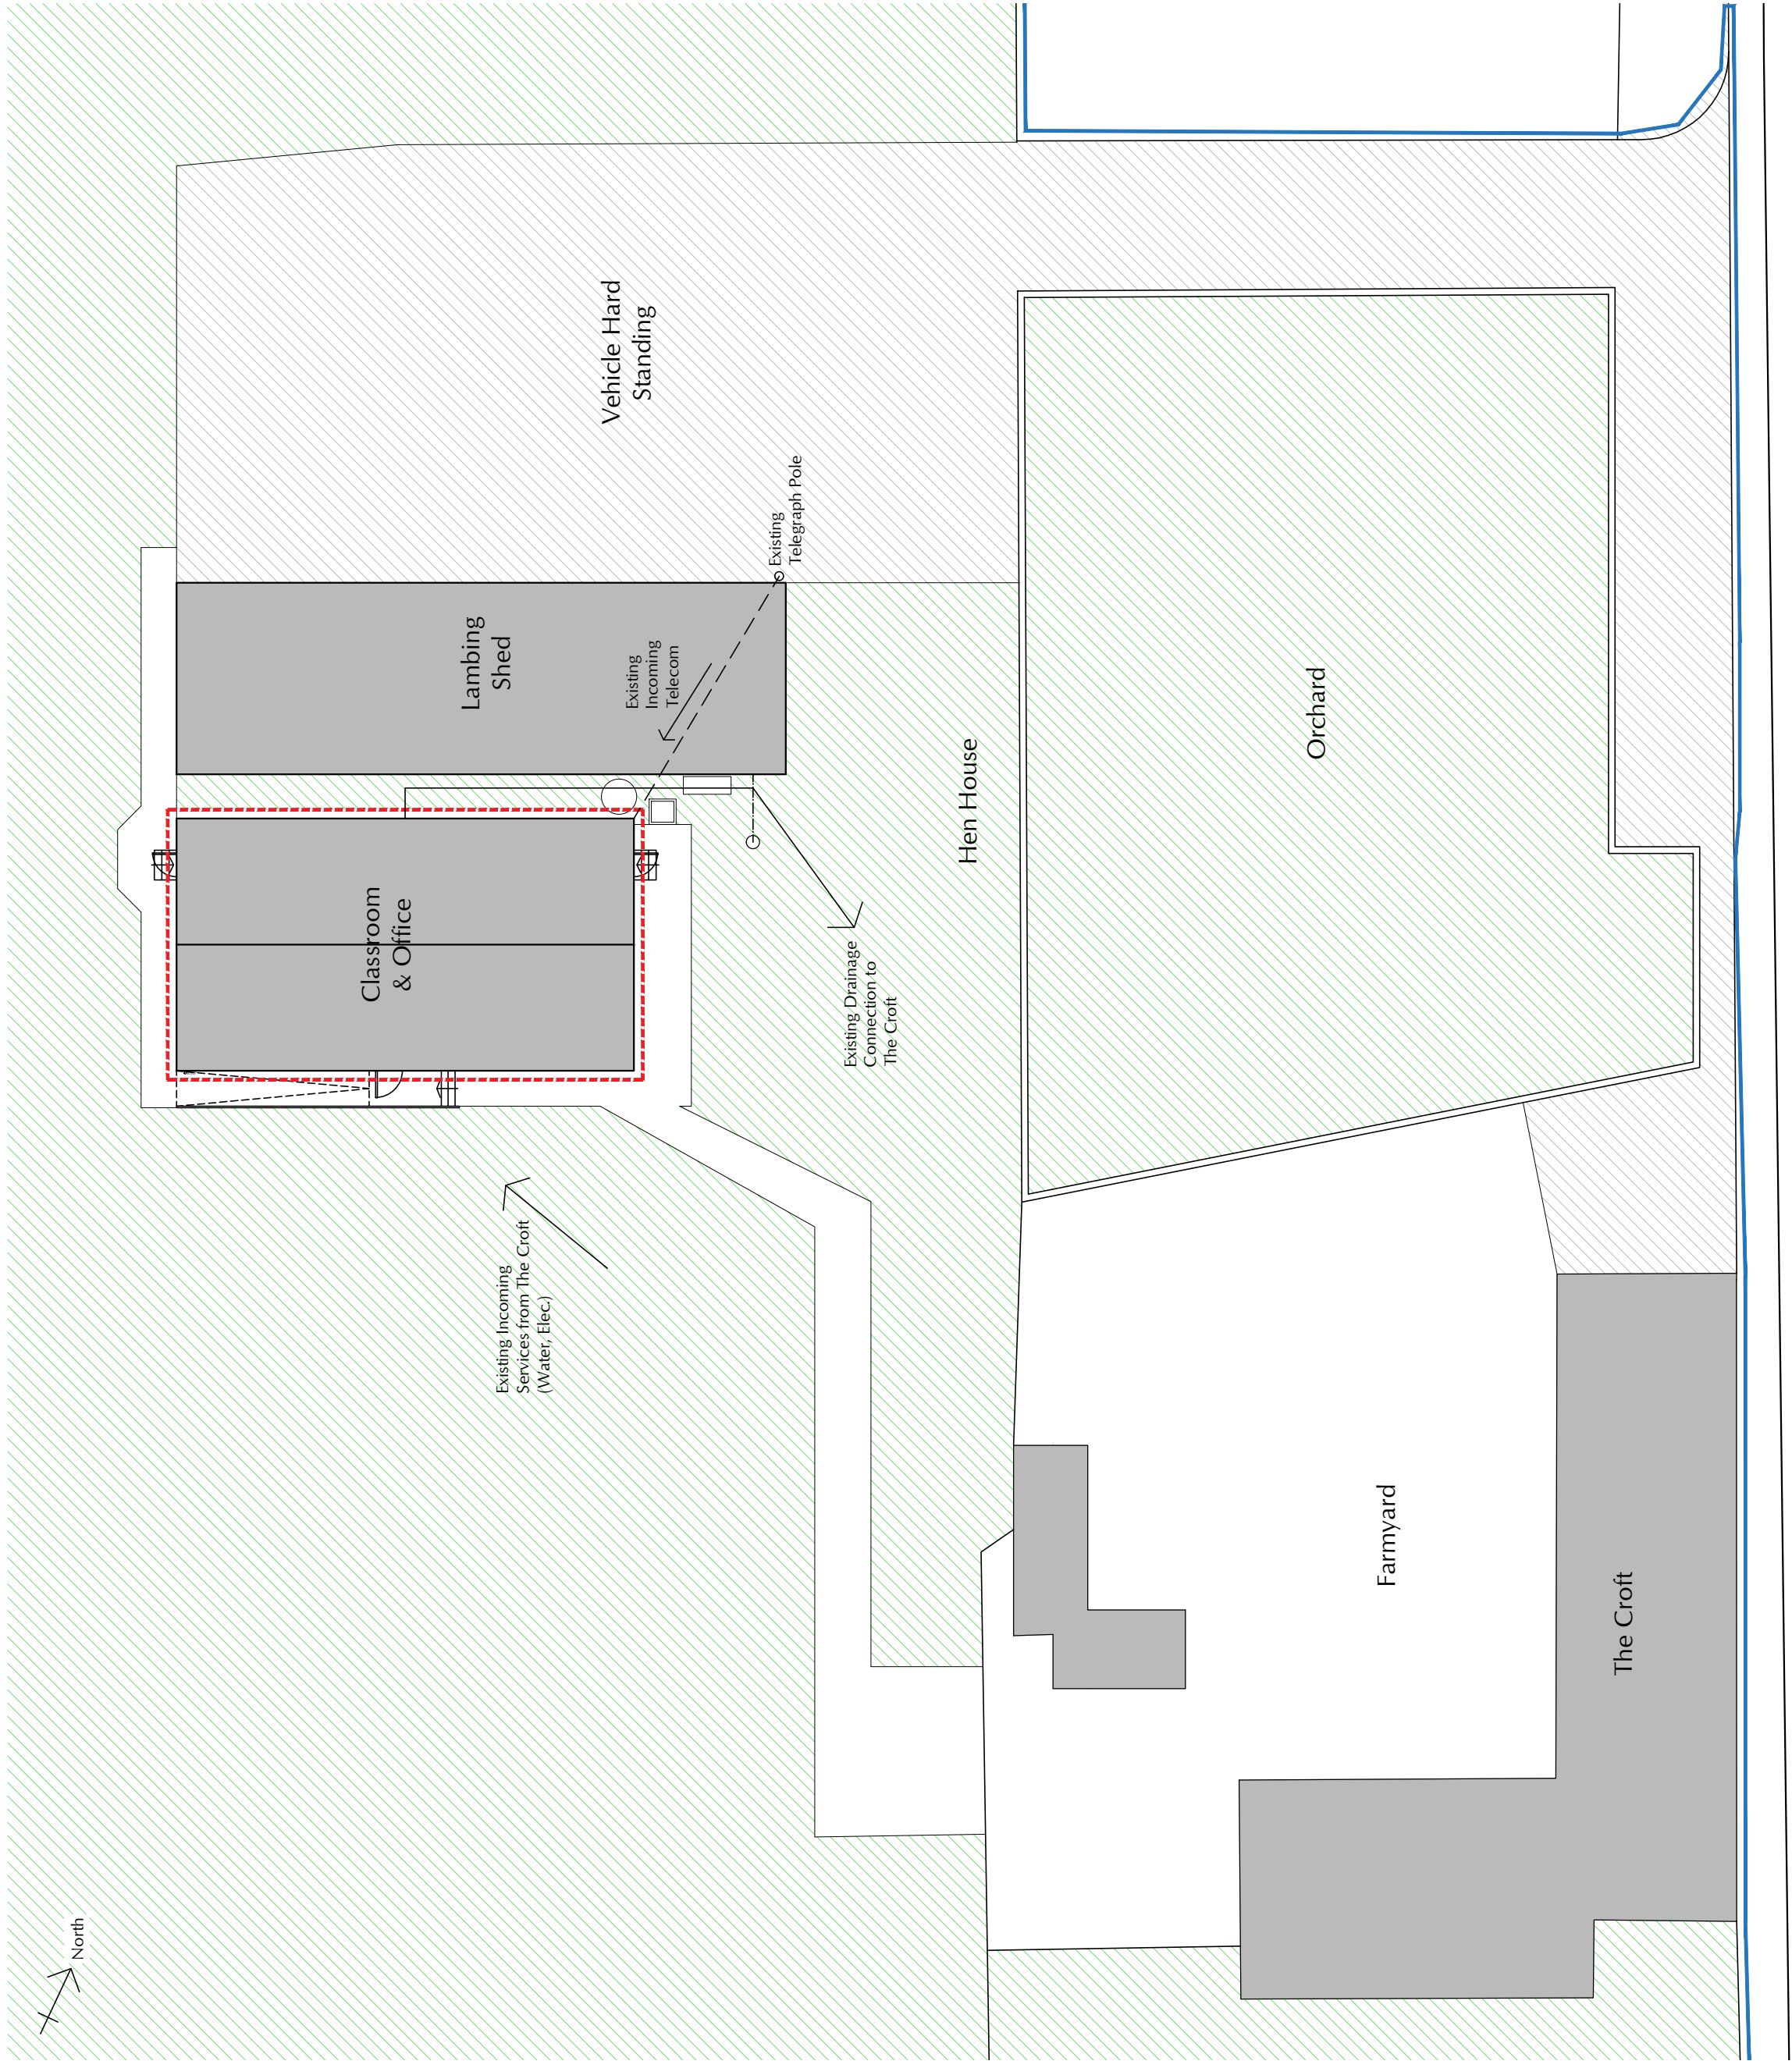 Vehicle Hard
Standing
Existing
Telegraph Pole
Lambing
Shed
Existing
Incoming
Telecom
Orchard
Hen House
Classroom
& Office
Existing Drainage
Connection to
The Croft
Existing Incoming
Services from The Croft
(Water, Elec.)
Farmyard
The Croft
North